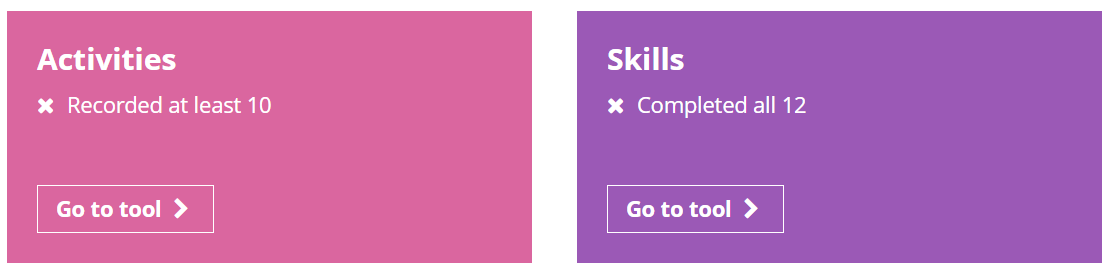 Activities
✖ Recorded at least 10
Go to tool
Skills
✖ Completed all 12
Go to tool